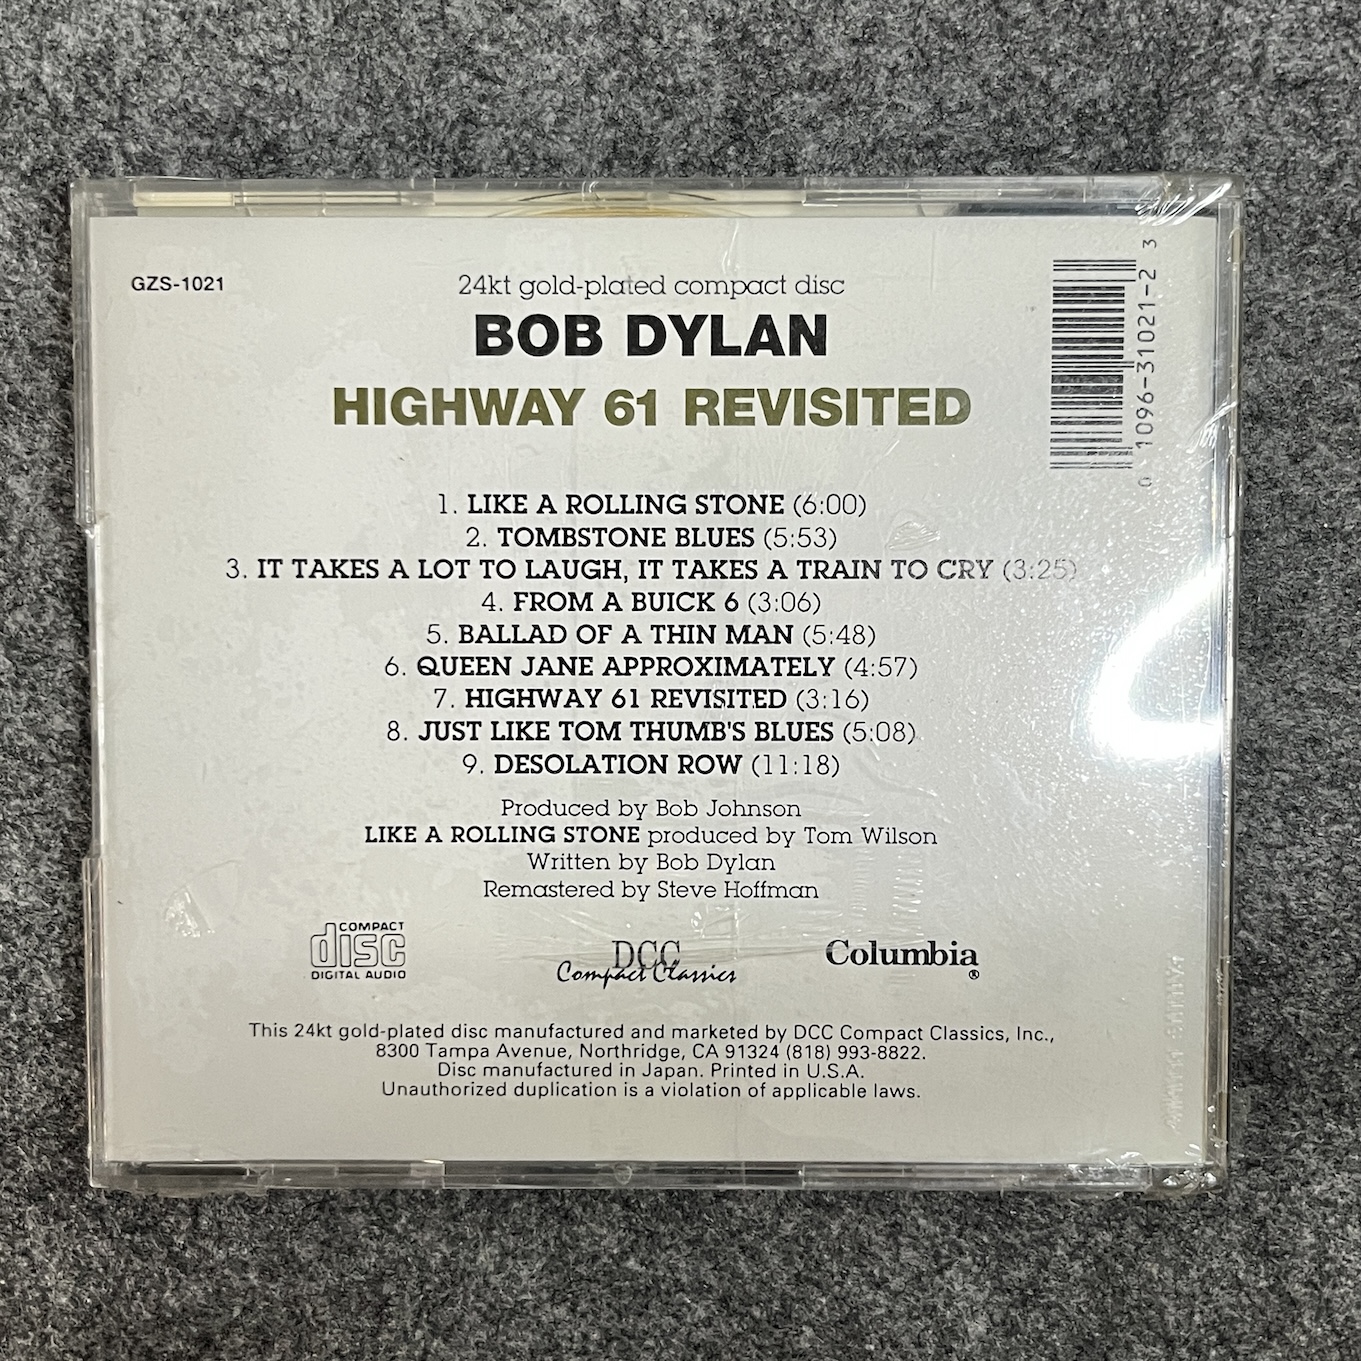 GZS-1021
24kt gold-plated compact disc
BOB DYLAN
HIGHWAY 61 REVISITED
0 1096-31021-2 3
1. LIKE A ROLLING STONE (6:00)
2. TOMBSTONE BLUES (5:53)
3. IT TAKES A LOT TO LAUGH, IT TAKES A TRAIN TO CRY (3:25)
4. FROM A BUICK 6 (3:06)
5. BALLAD OF A THIN MAN (5:48)
6. QUEEN JANE APPROXIMATELY (4:57)
7. HIGHWAY 61 REVISITED (3:16)
8. JUST LIKE TOM THUMB'S BLUES (5:08)
9. DESOLATION ROW (11:18)
Produced by Bob Johnson
LIKE A ROLLING STONE produced by Tom Wilson
Written by Bob Dylan
Remastered by Steve Hoffman
COMPACT
disc
DIGITAL AUDIO
DCC
Compact Classics
Columbia
®
This 24kt gold-plated disc manufactured and marketed by DCC Compact Classics, Inc.,
8300 Tampa Avenue, Northridge, CA 91324 (818) 993-8822.
Disc manufactured in Japan. Printed in U.S.A.
Unauthorized duplication is a violation of applicable laws.